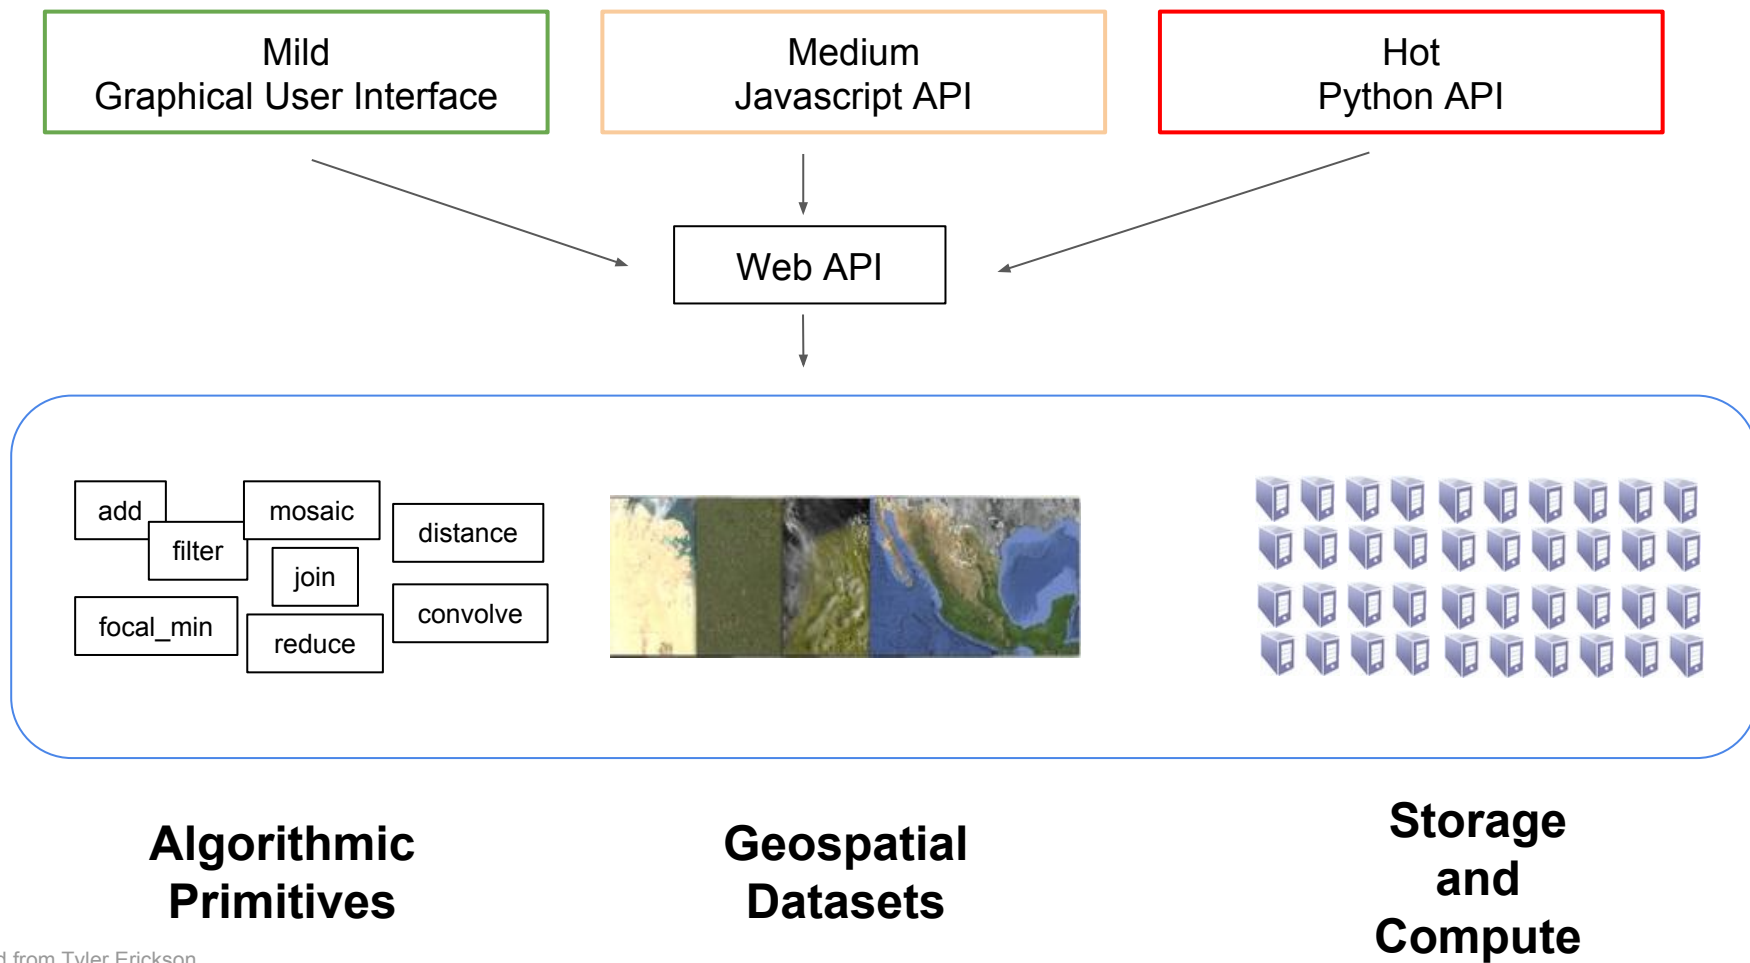 Mild
Graphical User Interface
Medium
Javascript API
Hot
Python API
Web API
add
mosaic
distance
filter
join
focal_min
reduce
convolve
Algorithmic
Primitives
Geospatial
Datasets
Storage
and
Compute
from Tyler Erickson